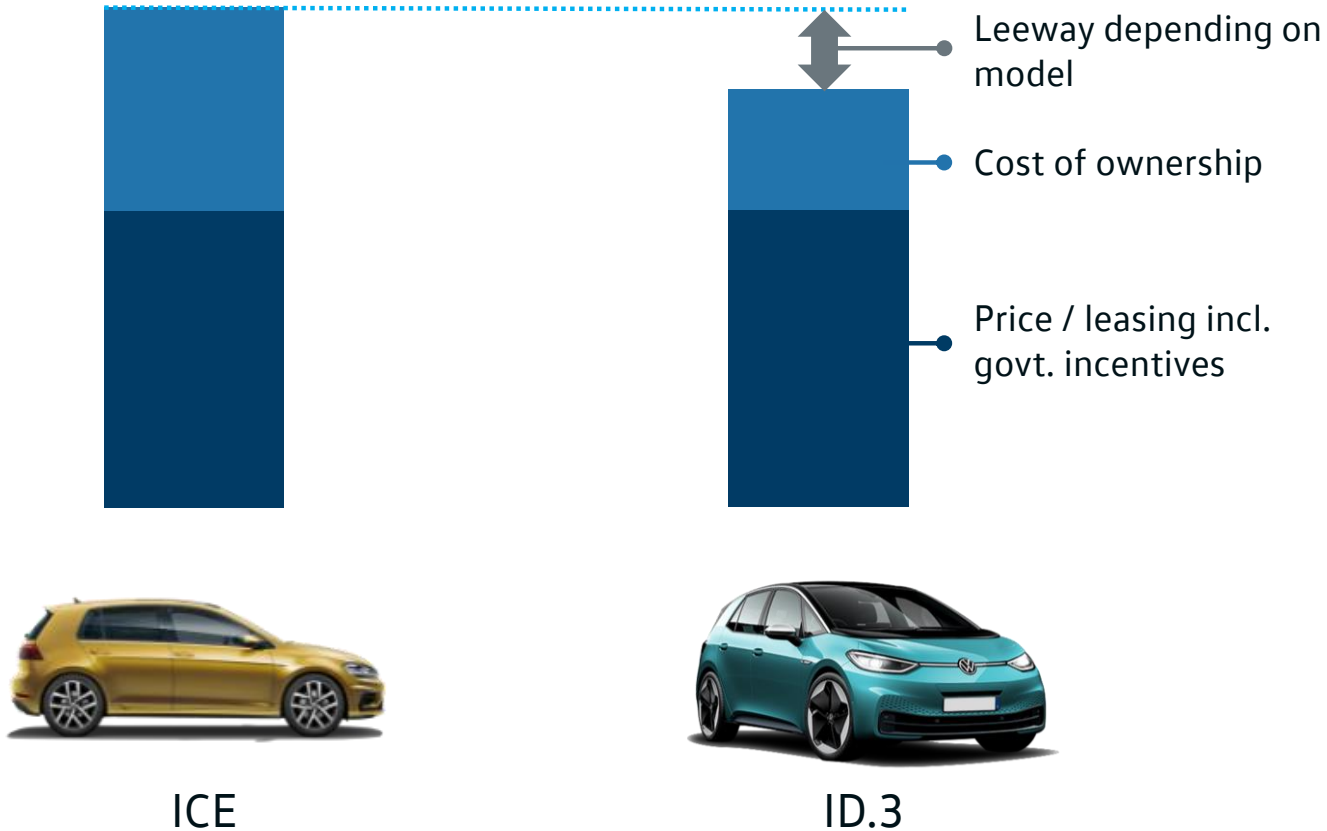 Leeway depending on
model
Cost of ownership
Price / leasing incl.
govt. incentives
ICE
ID.3